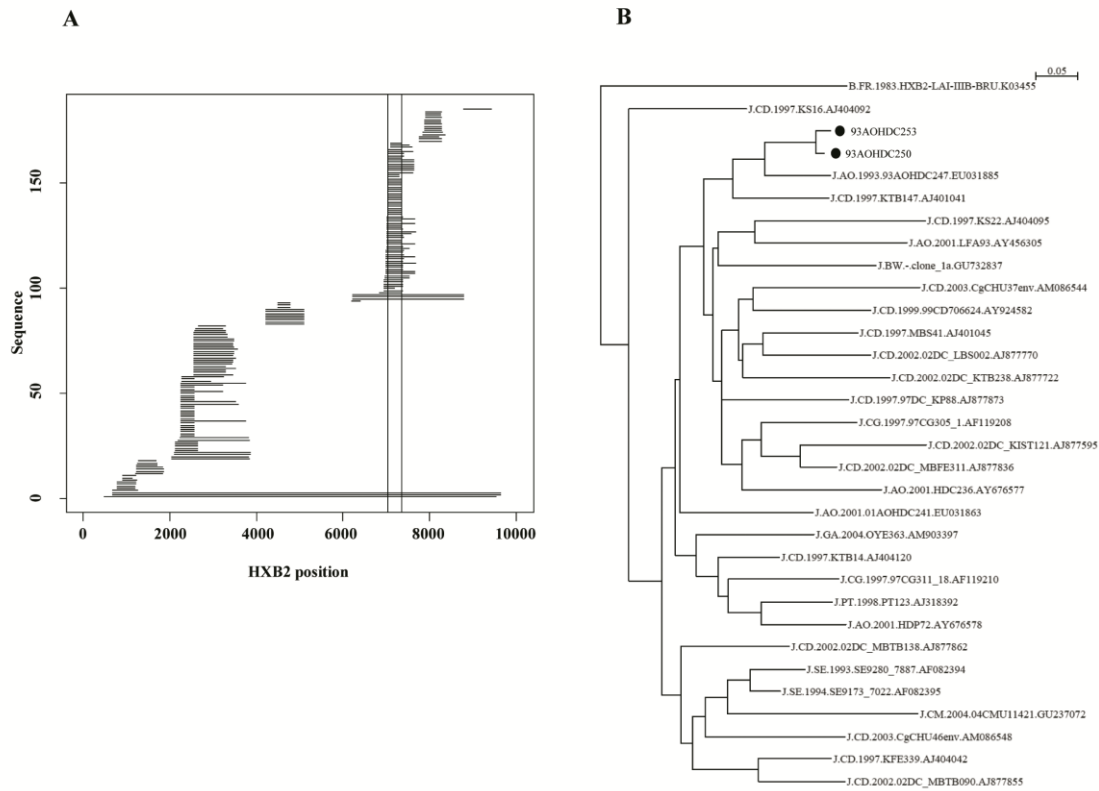 A
B
0.05
150
100
50
0
Sequence
0
2000
4000
6000
8000
10000
HXB2 position
B.FR.1983.HXB2-LAI-IIIB-BRU.K03455
J.CD.1997.KS16.AJ404092
93AOHDC253
93AOHDC250
J.AO.1993.93AOHDC247.EU031885
J.CD.1997.KTB147.AJ401041
J.CD.1997.KS22.AJ404095
J.AO.2001.LFA93.AY456305
J.BW.-.clone_1a.GU732837
J.CD.2003.CgCHU37env.AM086544
J.CD.1999.99CD706624.AY924582
J.CD.1997.MBS41.AJ401045
J.CD.2002.02DC_LBS002.AJ877770
J.CD.2002.02DC_KTB238.AJ877722
J.CD.1997.97DC_KP88.AJ877873
J.CG.1997.97CG305_1.AF119208
J.CD.2002.02DC_KIST121.AJ877595
J.CD.2002.02DC_MBFE311.AJ877836
J.AO.2001.HDC236.AY676577
J.AO.2001.01AOHDC241.EU031863
J.GA.2004.OYE363.AM903397
J.CD.1997.KTB14.AJ404120
J.CG.1997.97CG311_18.AF119210
J.PT.1998.PT123.AJ318392
J.AO.2001.HDP72.AY676578
J.CD.2002.02DC_MBTB138.AJ877862
J.SE.1993.SE9280_7887.AF082394
J.SE.1994.SE9173_7022.AF082395
J.CM.2004.04CMU11421.GU237072
J.CD.2003.CgCHU46env.AM086548
J.CD.1997.KFE339.AJ404042
J.CD.2002.02DC_MBTB090.AJ877855